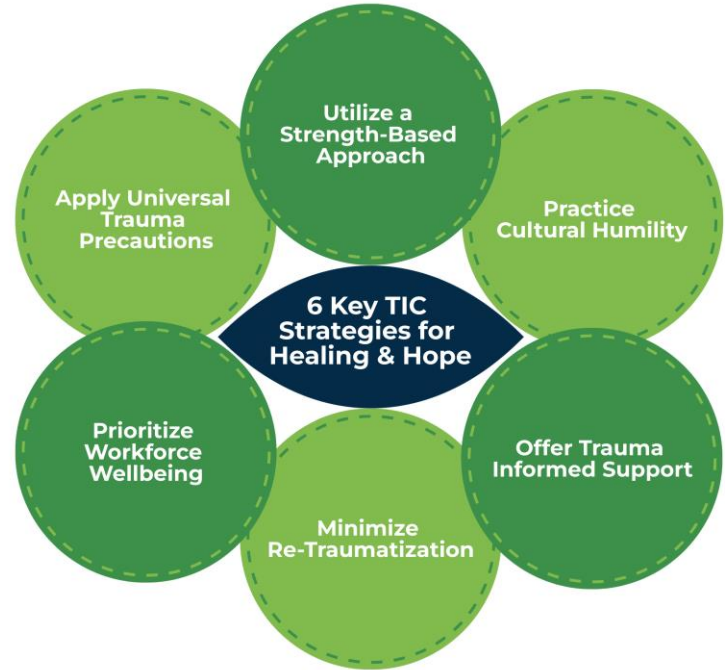 Utilize a
Strength-Based
Approach
Apply Universal
Trauma
Precautions
Practice
Cultural Humility
6 Key TIC
Strategies for
Healing & Hope
Prioritize
Workforce
Wellbeing
Offer Trauma
Informed Support
Minimize
Re-Traumatization